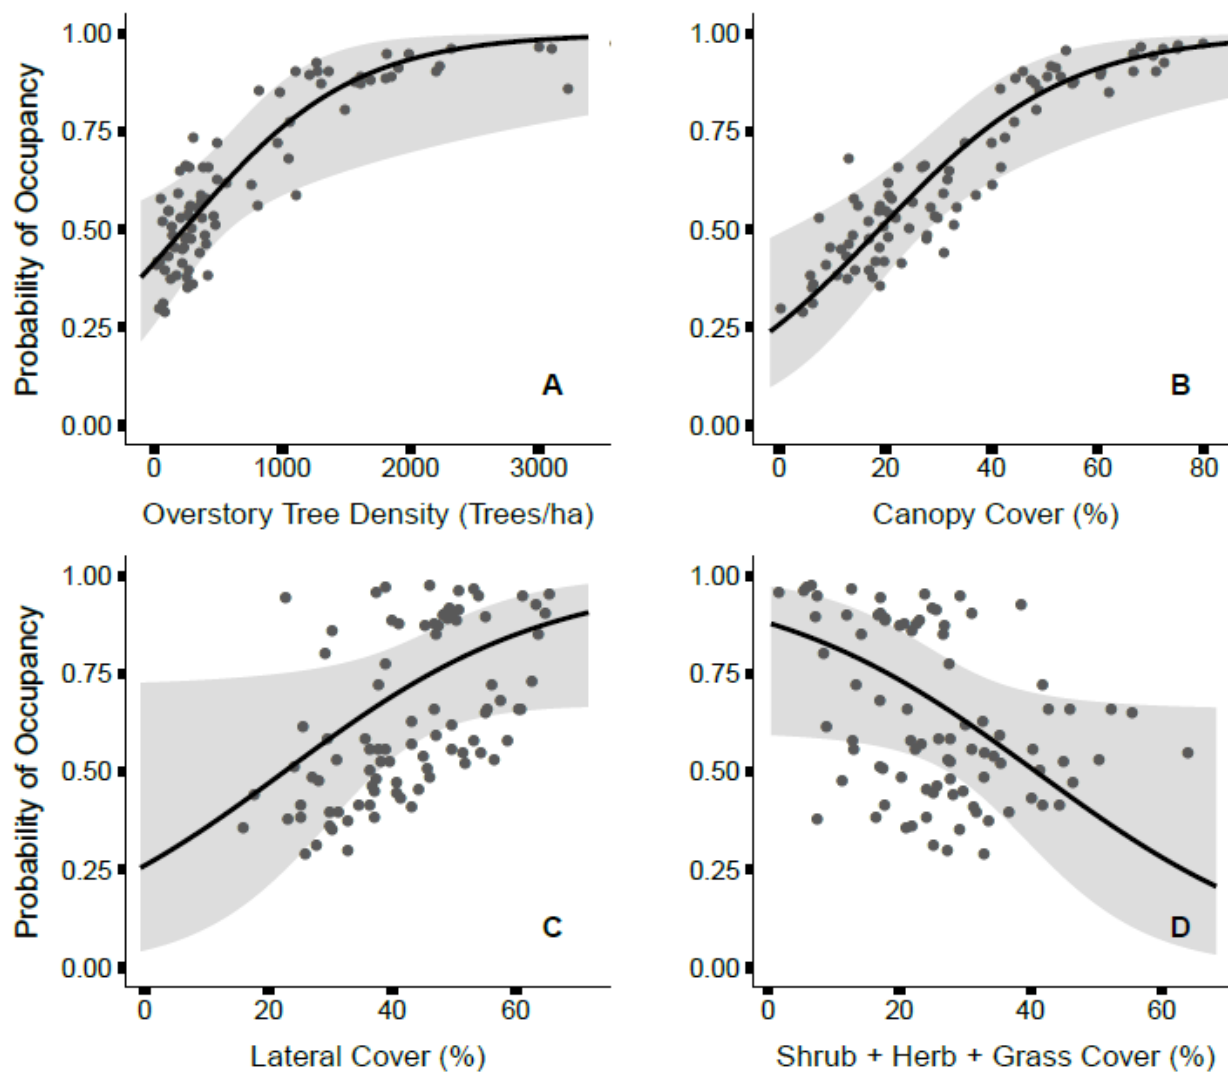 Probability of Occupancy
1.00
0.75
0.50
0.25
0.00
A
0 1000 2000 3000
Overstory Tree Density (Trees/ha)
1.00
0.75
0.50
0.25
0.00
B
0 20 40 60 80
Canopy Cover (%)
Probability of Occupancy
1.00
0.75
0.50
0.25
0.00
C
0 20 40 60
Lateral Cover (%)
1.00
0.75
0.50
0.25
0.00
D
0 20 40 60
Shrub + Herb + Grass Cover (%)